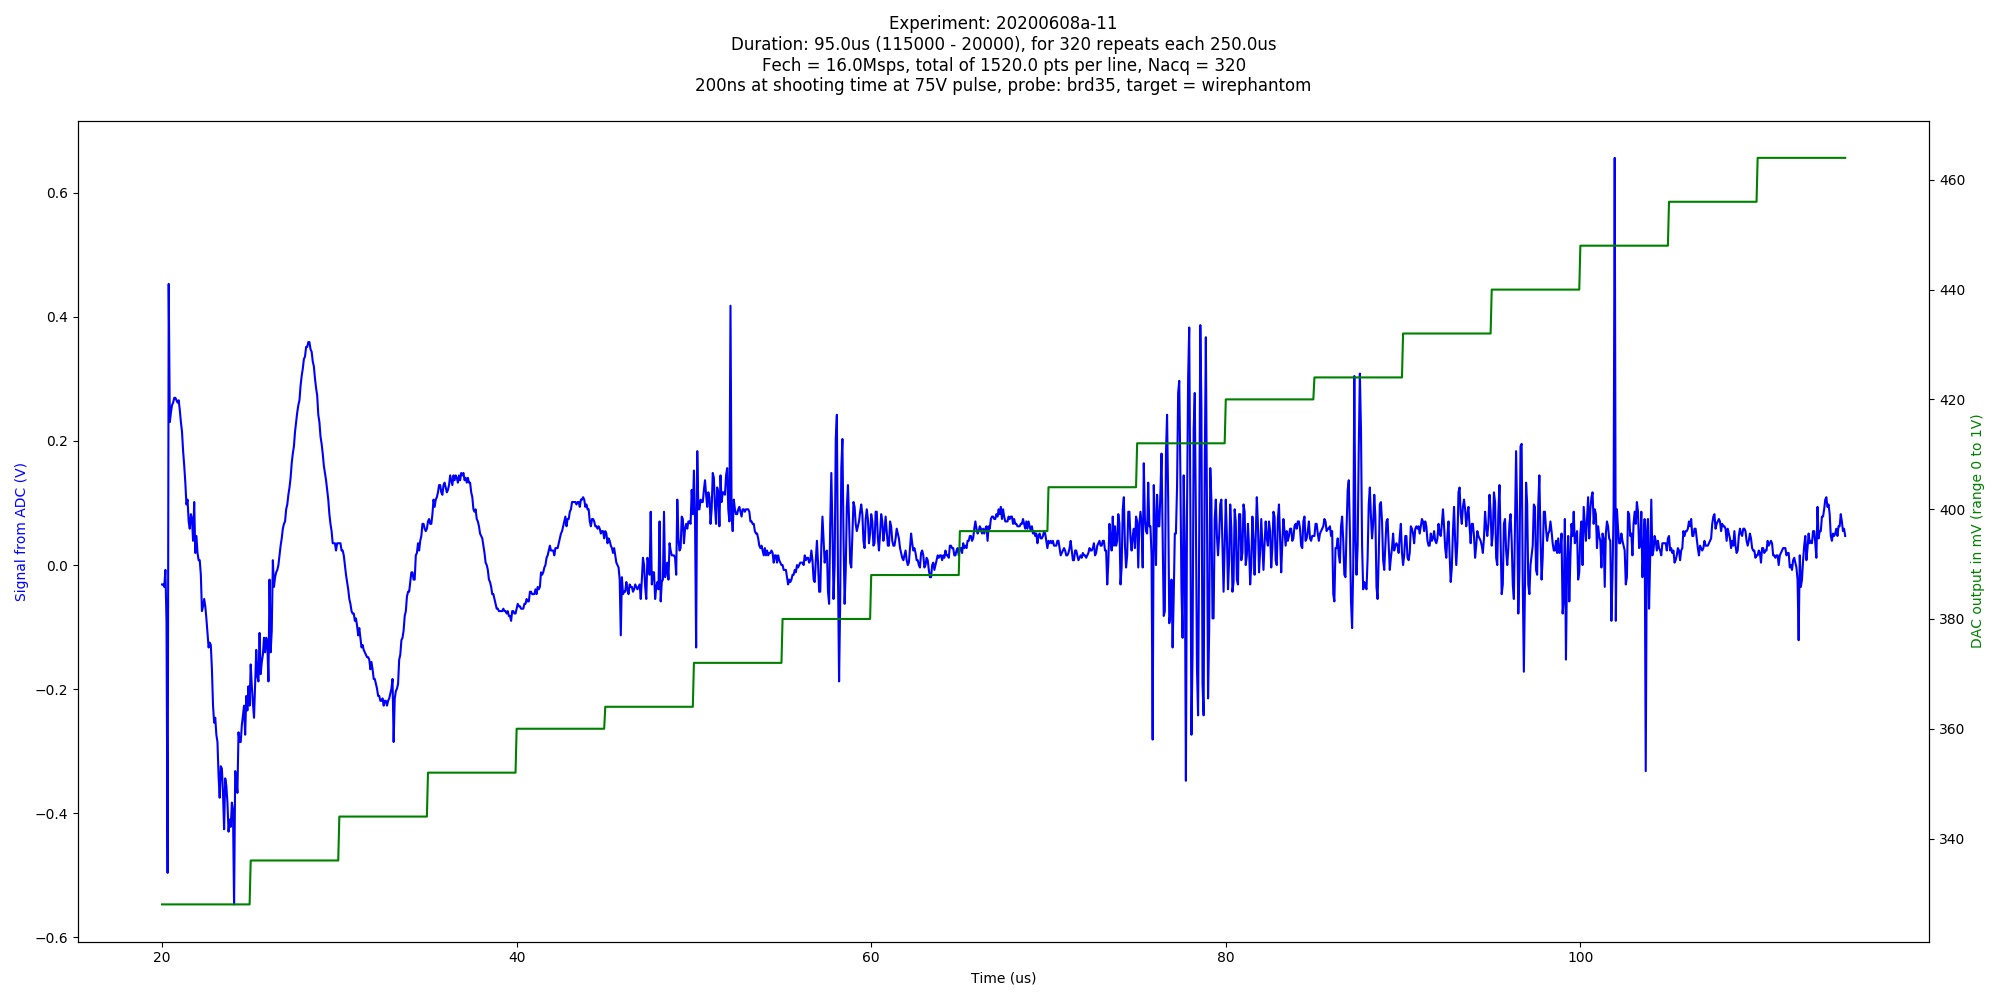 Experiment: 20200608a-11
Duration: 95.0us (115000 - 20000), for 320 repeats each 250.0us
Fech = 16.0Msps, total of 1520.0 pts per line, Nacq = 320
200ns at shooting time at 75V pulse, probe: brd35, target = wirephantom
Signal from ADC (V)
0.6
0.4
0.2
0.0
−0.2
−0.4
−0.6
20
40
60
80
100
Time (us)
460
440
420
400
380
360
340
DAC output in mV (range 0 to 1V)